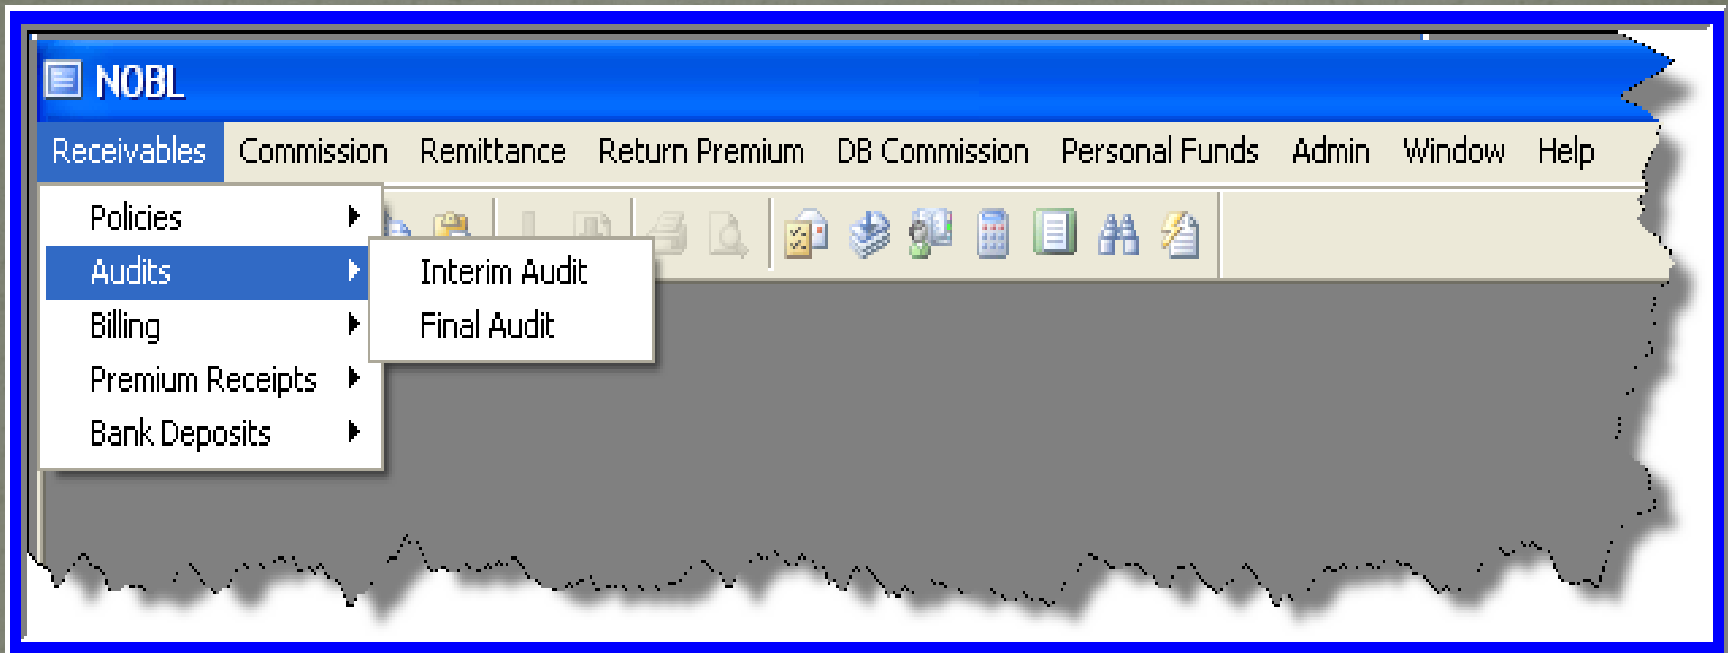 NOBL
Receivables Commission Remittance Return Premium DB Commission Personal Funds Admin Window Help
Policies
Audits
Interim Audit
Final Audit
Billing
Premium Receipts
Bank Deposits